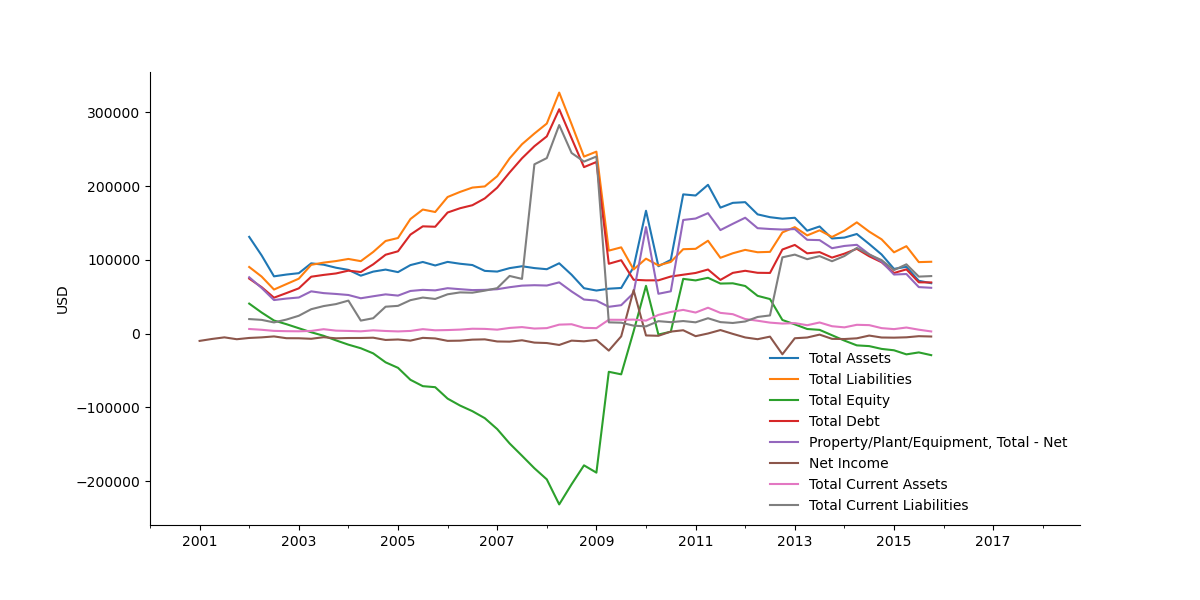 300000
200000
100000
0
−100000
−200000
USD
2001 2003 2005 2007 2009 2011 2013 2015 2017
Total Assets
Total Liabilities
Total Equity
Total Debt
Property/Plant/Equipment, Total - Net
Net Income
Total Current Assets
Total Current Liabilities